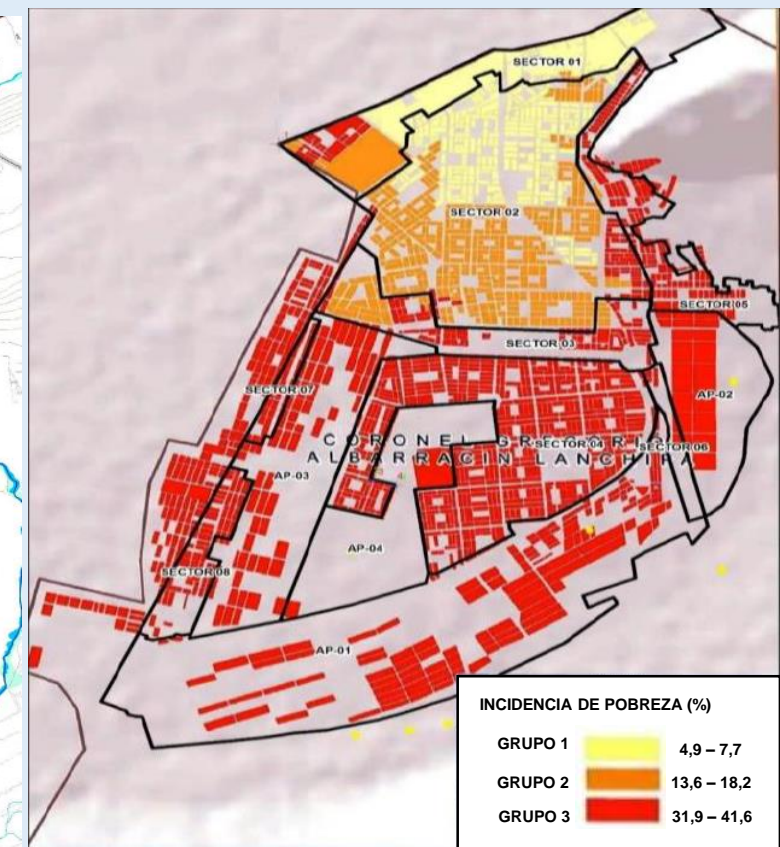 SECTOR 01
SECTOR 02
SECTOR 05
SECTOR 03
SECTOR 07
AP-02
CORONEL GREGORIO
SECTOR 04
SECTOR 06
ALBARRACIN LANCHIPA
AP-03
AP-04
SECTOR 08
AP-01
INCIDENCIA DE POBREZA (%)
GRUPO 1 4,9 – 7,7
GRUPO 2 13,6 – 18,2
GRUPO 3 31,9 – 41,6